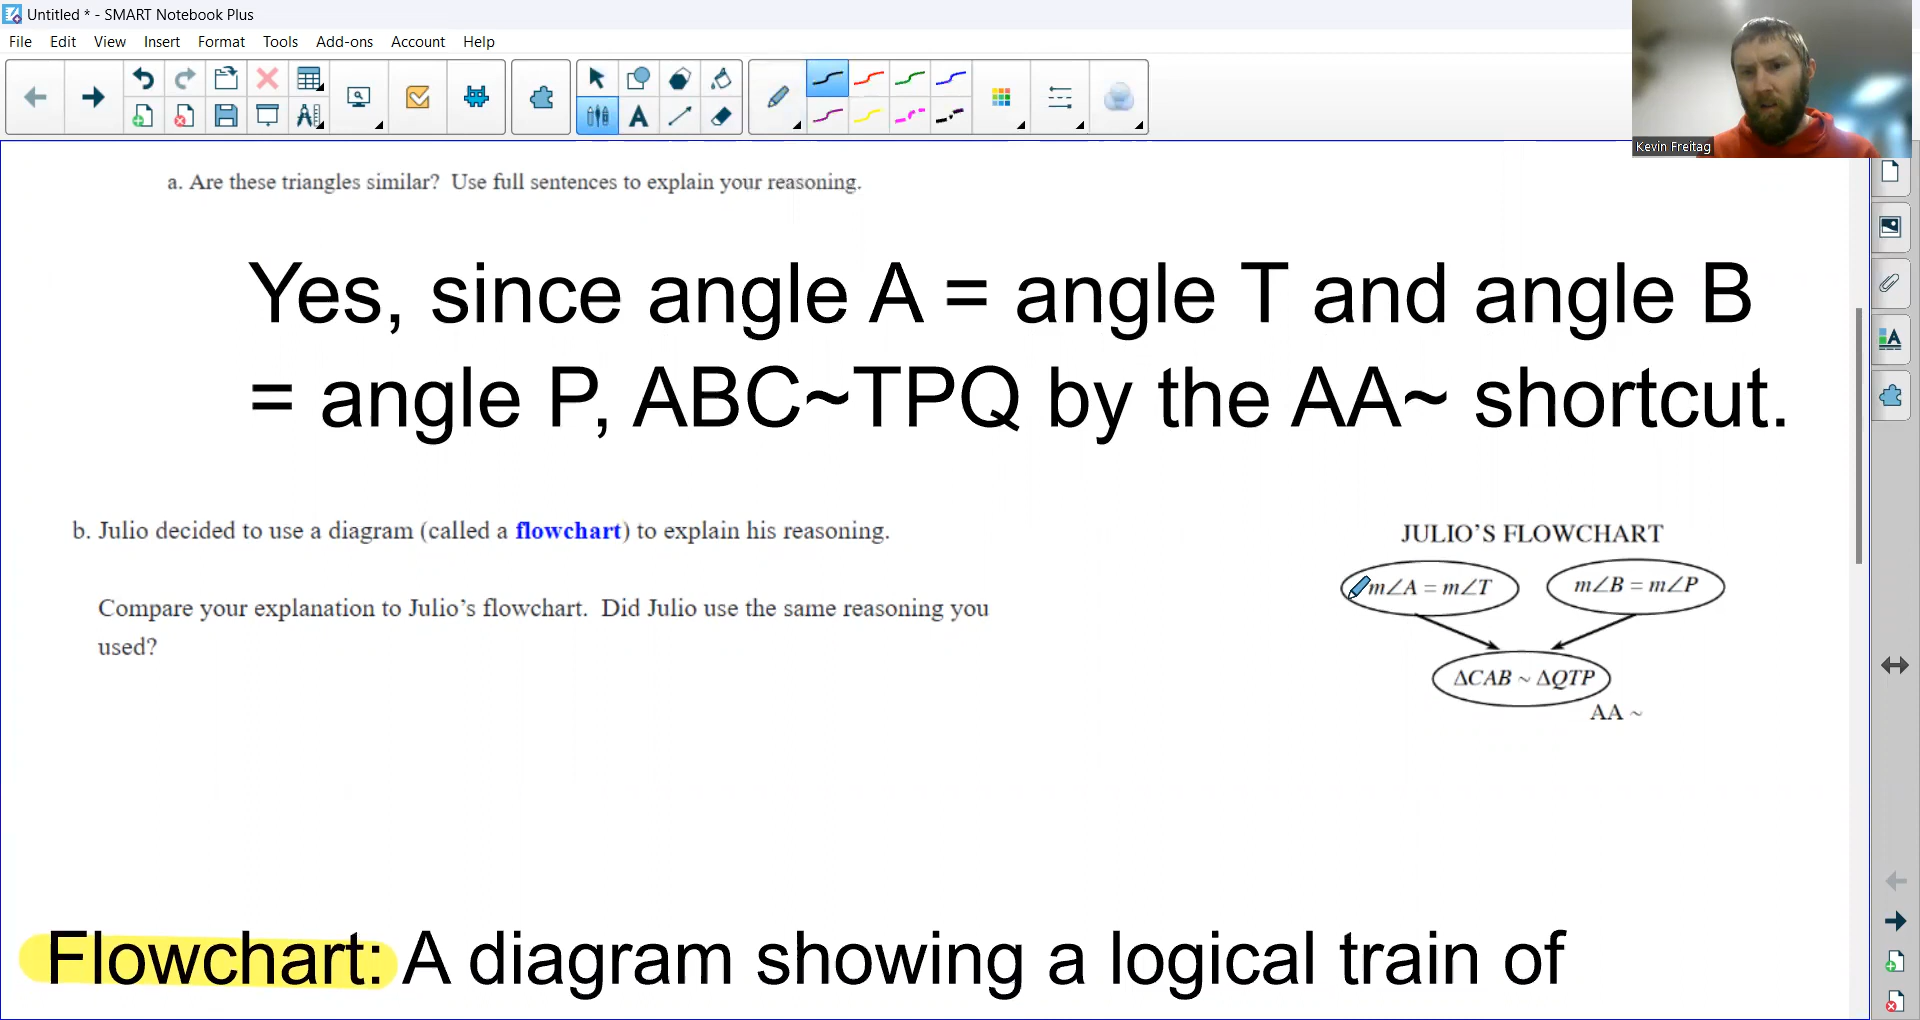 Untitled * - SMART Notebook Plus
File Edit View Insert Format Tools Add-ons Account Help
Kevin Freitag
a. Are these triangles similar? Use full sentences to explain your reasoning.
Yes, since angle A = angle T and angle B
= angle P, ABC~TPQ by the AA~ shortcut.
b. Julio decided to use a diagram (called a flowchart) to explain his reasoning.
Compare your explanation to Julio’s flowchart. Did Julio use the same reasoning you
used?
JULIO’S FLOWCHART
m∠A = m∠T m∠B = m∠P
ΔCAB ~ ΔQTP
AA ~
Flowchart: A diagram showing a logical train of